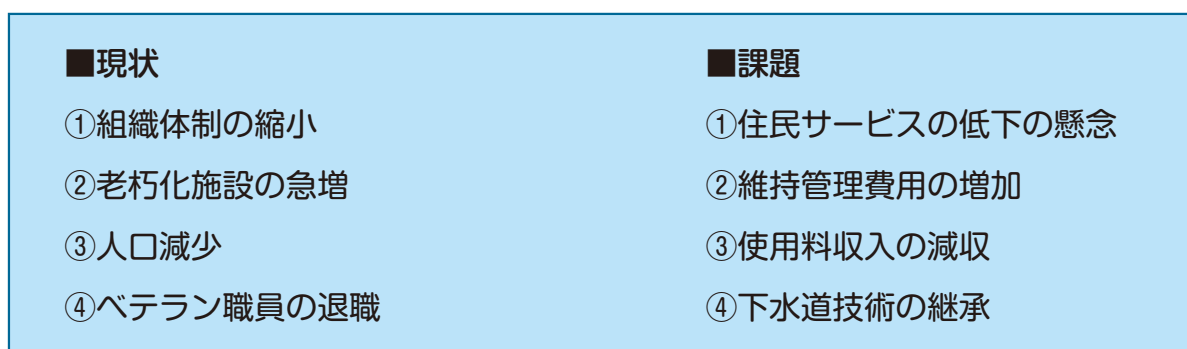 ■現状
①組織体制の縮小
②老朽化施設の急増
③人口減少
④ベテラン職員の退職
■課題
①住民サービスの低下の懸念
②維持管理費用の増加
③使用料収入の減収
④下水道技術の継承